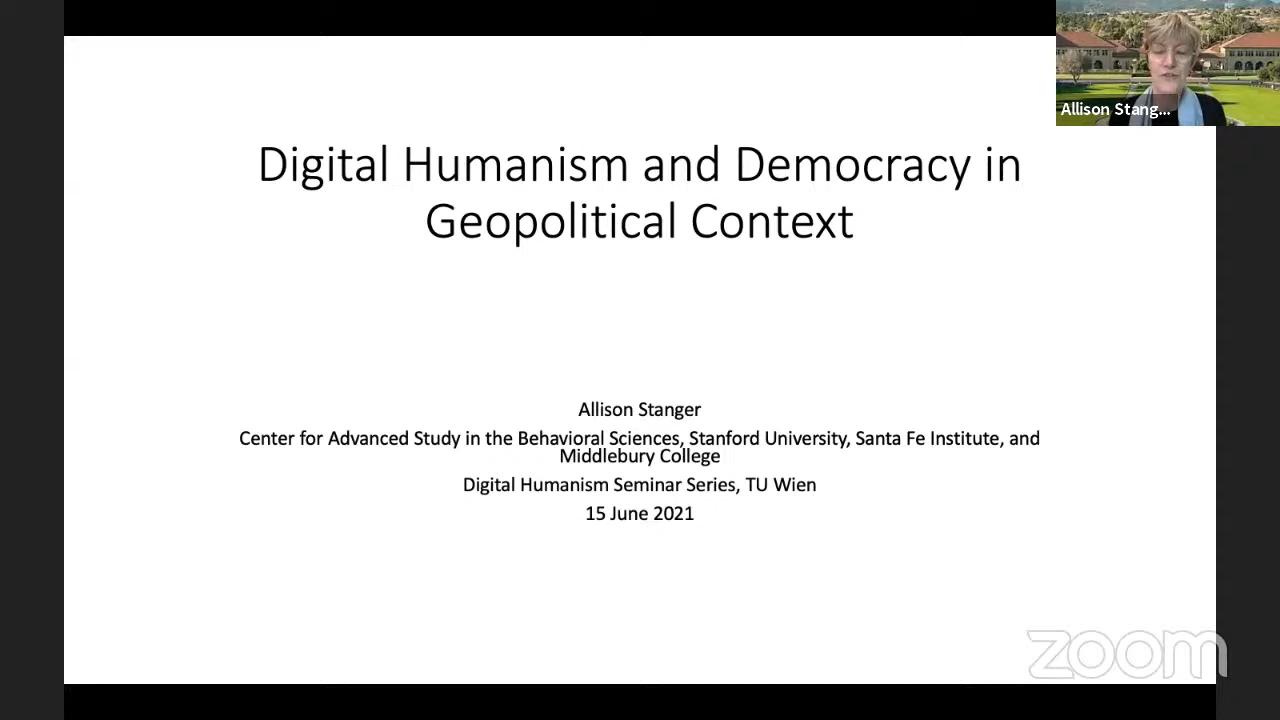 Allison Stang...
Digital Humanism and Democracy in
Geopolitical Context
Allison Stanger
Center for Advanced Study in the Behavioral Sciences, Stanford University, Santa Fe Institute, and
Middlebury College
Digital Humanism Seminar Series, TU Wien
15 June 2021
zoom